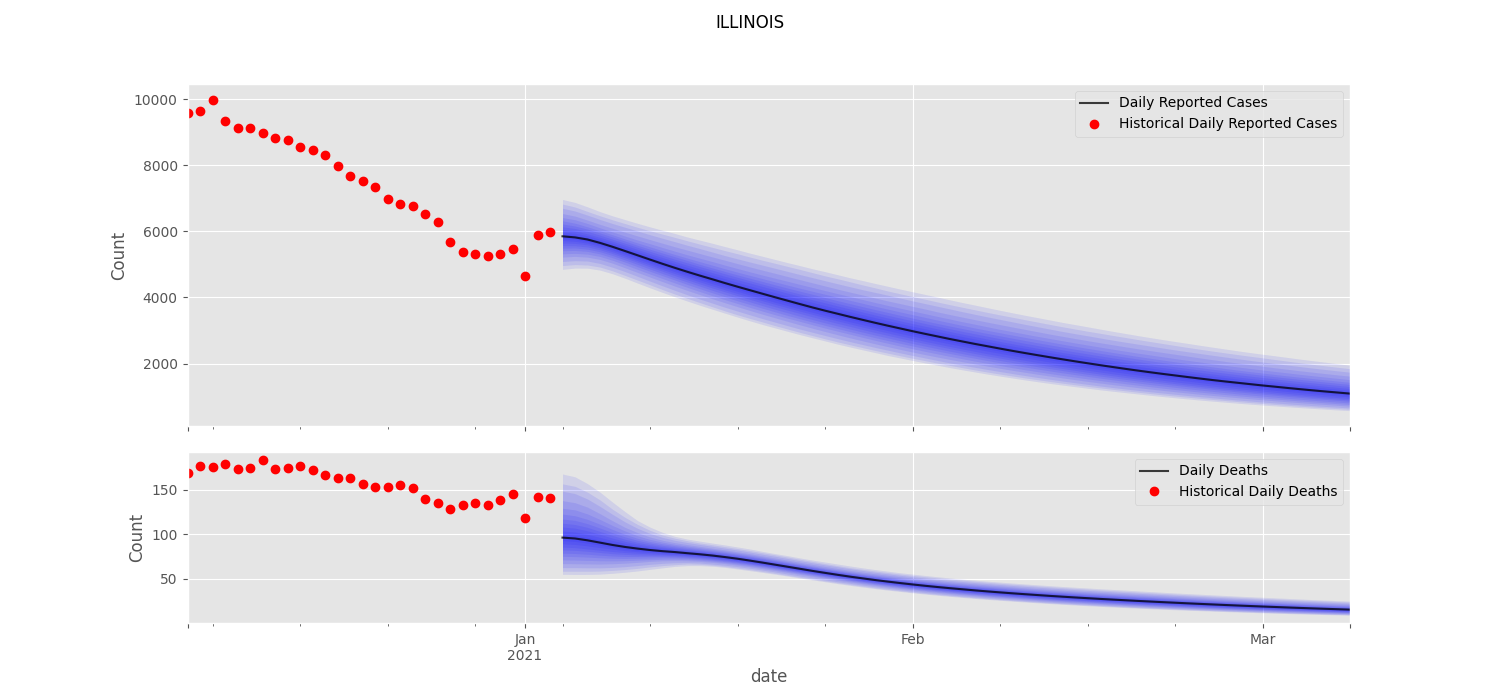 ILLINOIS
10000
8000
6000
4000
2000
Count
Daily Reported Cases
Historical Daily Reported Cases
150
100
50
Count
Daily Deaths
Historical Daily Deaths
Jan
2021
Feb
Mar
date